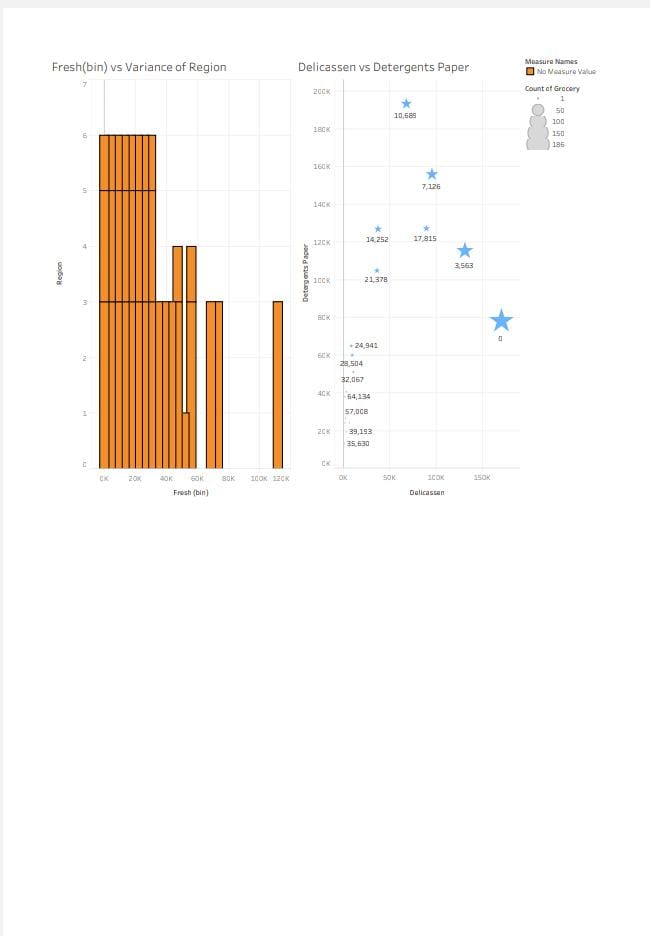 Fresh(bin) vs Variance of Region
7
6
5
4
3
2
1
0
Region
0K 20K 40K 60K 80K 100K 120K
Fresh (bin)
Delicassen vs Detergents Paper
200K
180K
160K
140K
120K
100K
80K
60K
40K
20K
0K
Detergents Paper
10,689
7,126
14,252
17,815
3,563
21,378
0
24,941
28,504
32,067
64,134
57,008
39,193
35,630
0K 50K 100K 150K
Delicassen
Measure Names
No Measure Value
Count of Grocery
1
50
100
150
186